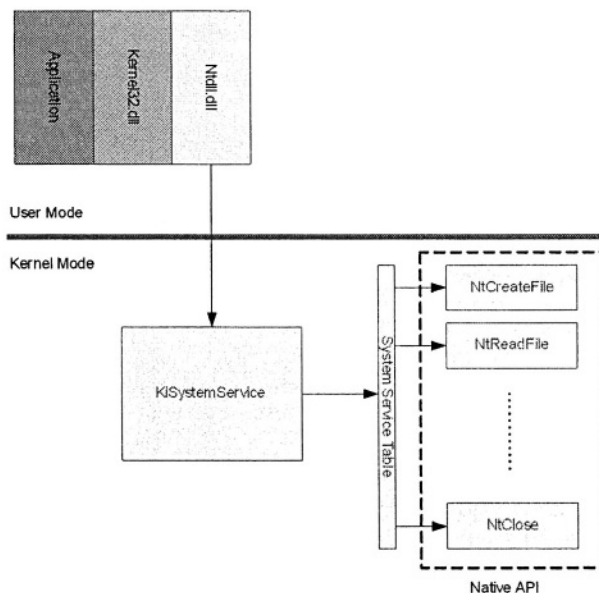 Application
Kernel32.dll
Ntdll.dll
User Mode
Kernel Mode
KiSystemService
System Service Table
NtCreateFile
NtReadFile
NtClose
Native API